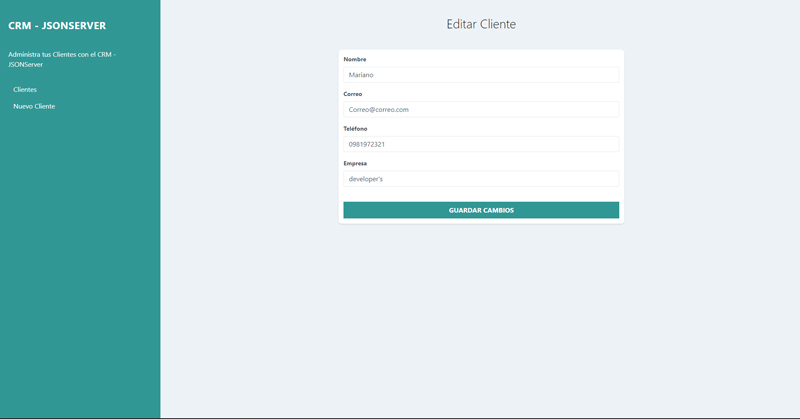 CRM - JSONSERVER
Administra tus Clientes con el CRM -
JSONServer
Clientes
Nuevo Cliente
Editar Cliente
Nombre
Mariano
Correo
Correo@correo.com
Teléfono
0981972321
Empresa
developer's
GUARDAR CAMBIOS